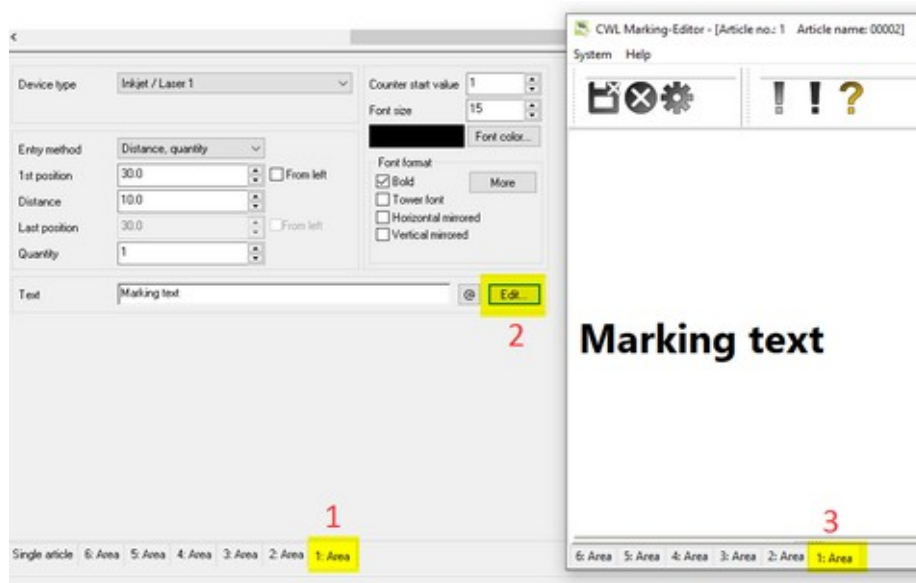 Device type
Inkjet / Laser 1
Counter start value 1
Font size 15
Font color...
Entry method Distance, quantity
1st position 30.0 From left
Distance 10.0
Last position 30.0 From left
Quantity 1
Font format
Bold More
Tower font
Horizontal mirrored
Vertical mirrored
Text Marking text @ Edit...
2
1
Single article 6: Area 5: Area 4: Area 3: Area 2: Area 1: Area
CWL Marking-Editor - [Article no.: 1 Article name: 00002]
System Help
Marking text
3
6: Area 5: Area 4: Area 3: Area 2: Area 1: Area